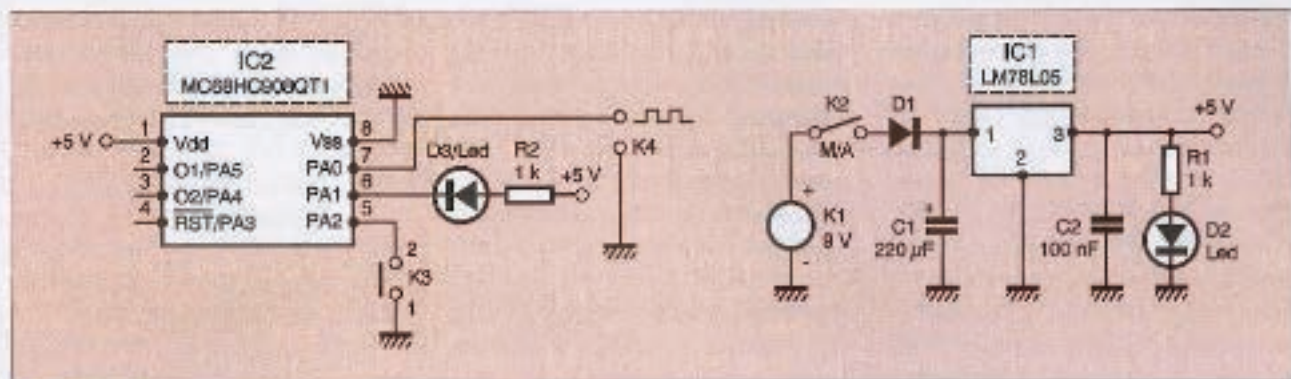 IC2
MC68HC908QT1
+5 V
1
Vdd
Vss
8
2
O1/PA5
PA0
7
3
O2/PA4
PA1
6
4
RST/PA3
PA2
5
D3/Led
R2
1 k
+5 V
K4
2
K3
1
IC1
LM78L05
K2
M/A
D1
1
3
2
+5 V
+
K1
9 V
-
+
C1
220 µF
C2
100 nF
R1
1 k
D2
Led